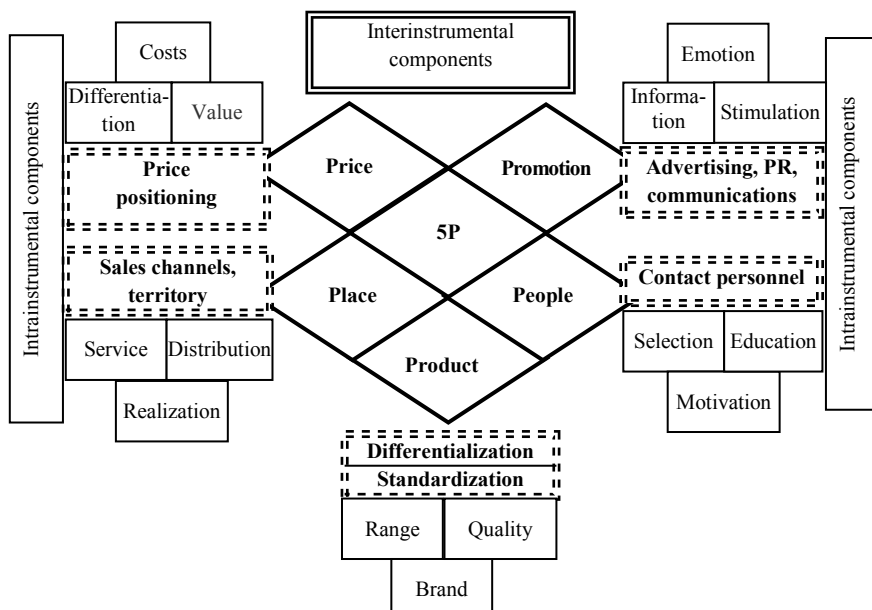 Interinstrumental
components
Costs
Differentia-
tion
Value
Price
positioning
Sales channels,
territory
Service
Distribution
Realization
Intrainstrumental components
Price
Promotion
5P
Place
People
Product
Emotion
Informa-
tion
Stimulation
Advertising, PR,
communications
Contact personnel
Selection
Education
Motivation
Intrainstrumental components
Differentialization
Standardization
Range
Quality
Brand